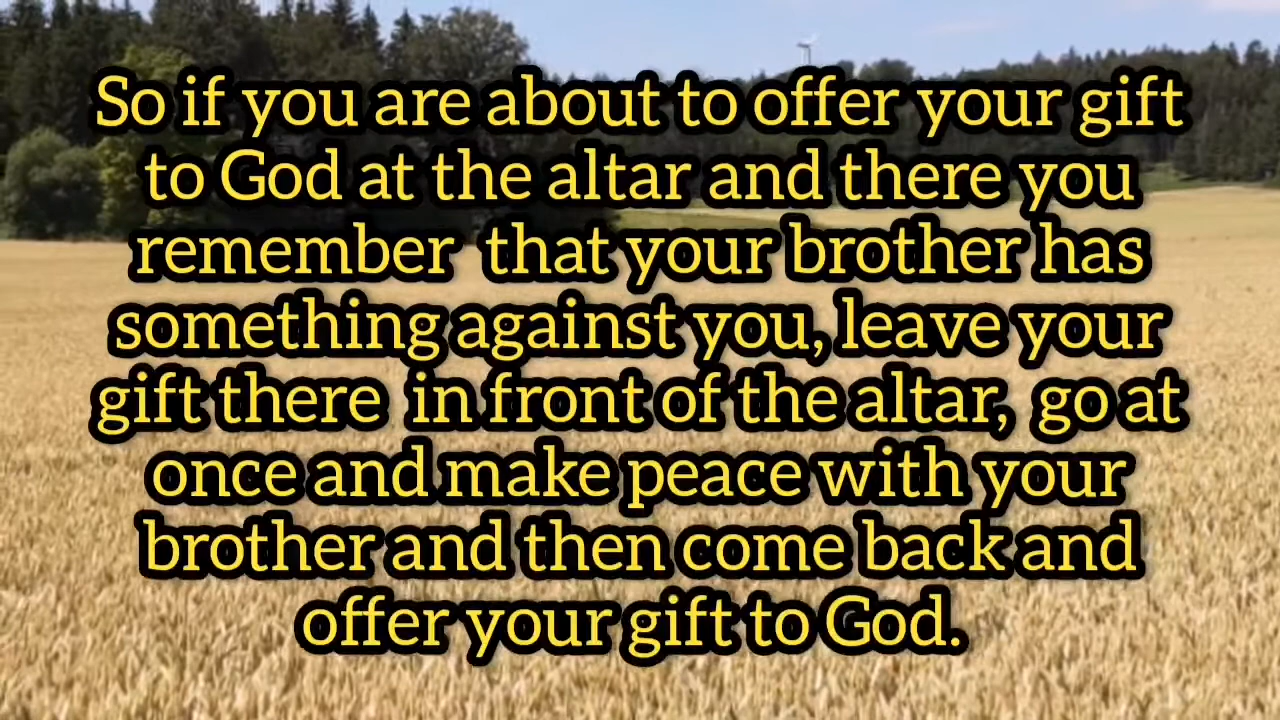 So if you are about to offer your gift
to God at the altar and there you
remember  that your brother has
something against you, leave your
gift there  in front of the altar,  go at
once and make peace with your
brother and then come back and
offer your gift to God.